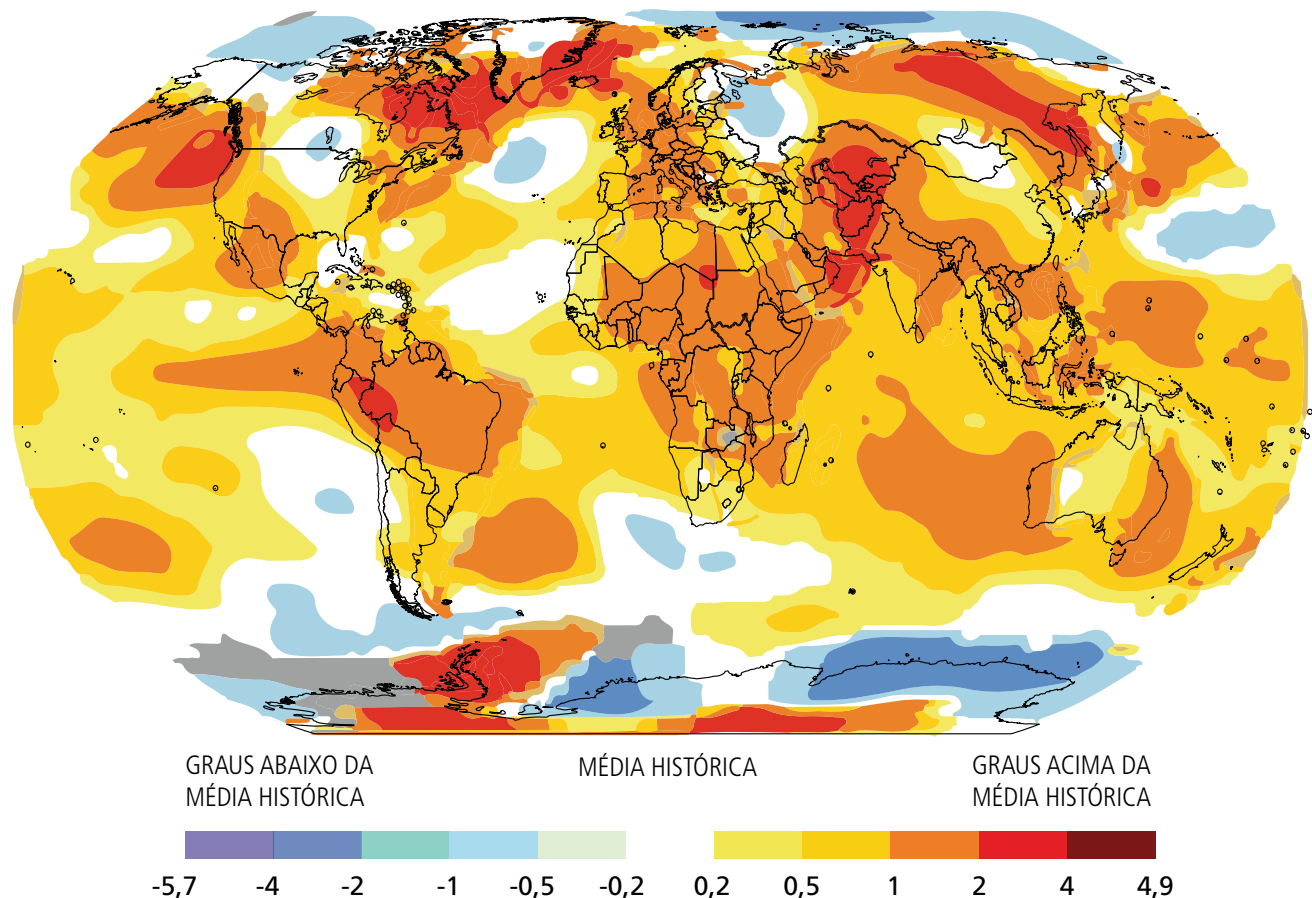 GRAUS ABAIXO DA
MÉDIA HISTÓRICA
MÉDIA HISTÓRICA
GRAUS ACIMA DA
MÉDIA HISTÓRICA
-5,7 -4 -2 -1 -0,5 -0,2 0,2 0,5 1 2 4 4,9